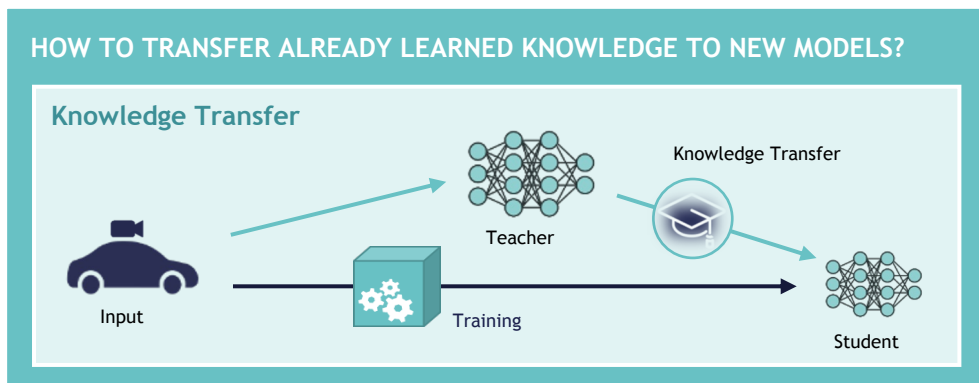 HOW TO TRANSFER ALREADY LEARNED KNOWLEDGE TO NEW MODELS?
Knowledge Transfer
Knowledge Transfer
Teacher
Input
Training
Student